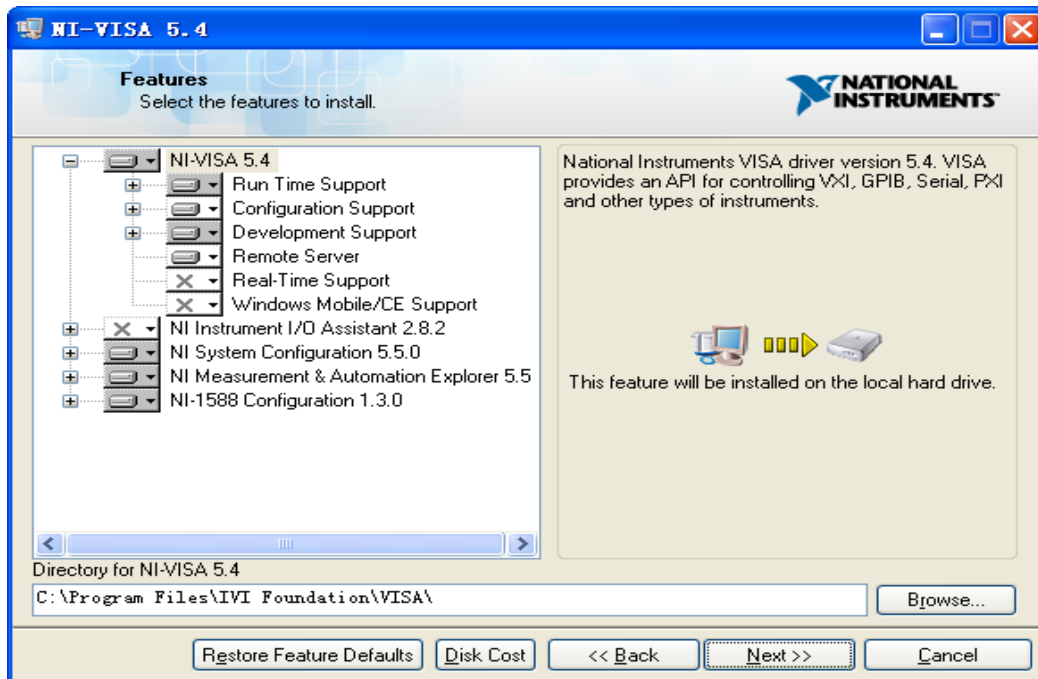 NI-VISA 5.4
Features
Select the features to install.
NATIONAL
INSTRUMENTS™
NI-VISA 5.4
Run Time Support
Configuration Support
Development Support
Remote Server
Real-Time Support
Windows Mobile/CE Support
NI Instrument I/O Assistant 2.8.2
NI System Configuration 5.5.0
NI Measurement & Automation Explorer 5.5
NI-1588 Configuration 1.3.0
National Instruments VISA driver version 5.4. VISA
provides an API for controlling VXI, GPIB, Serial, PXI
and other types of instruments.
This feature will be installed on the local hard drive.
Directory for NI-VISA 5.4
C:\Program Files\IVI Foundation\VISA\
Browse...
Restore Feature Defaults
Disk Cost
<< Back
Next >>
Cancel